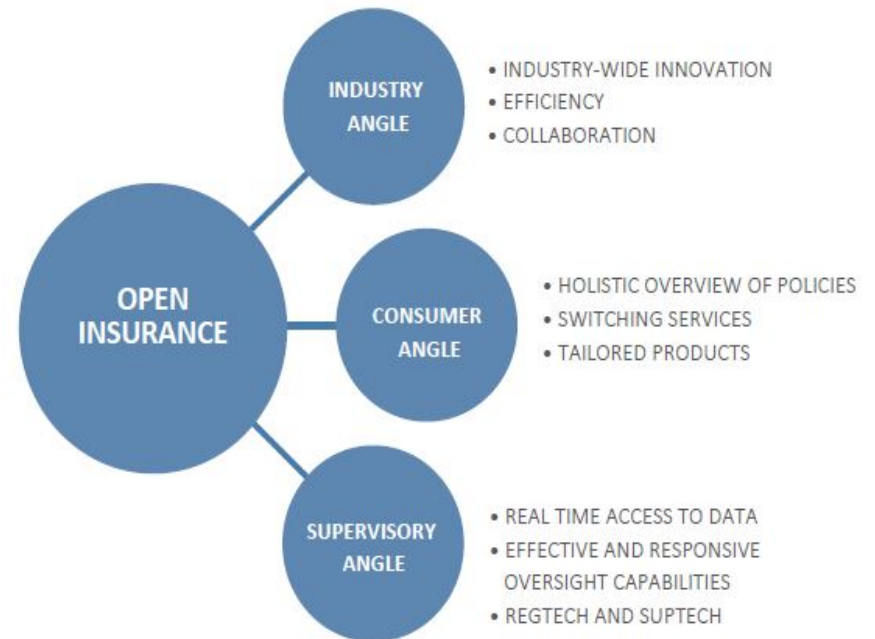 OPEN
INSURANCE
INDUSTRY
ANGLE
• INDUSTRY-WIDE INNOVATION
• EFFICIENCY
• COLLABORATION
CONSUMER
ANGLE
• HOLISTIC OVERVIEW OF POLICIES
• SWITCHING SERVICES
• TAILORED PRODUCTS
SUPERVISORY
ANGLE
• REAL TIME ACCESS TO DATA
• EFFECTIVE AND RESPONSIVE
OVERSIGHT CAPABILITIES
• REGTECH AND SUPTECH